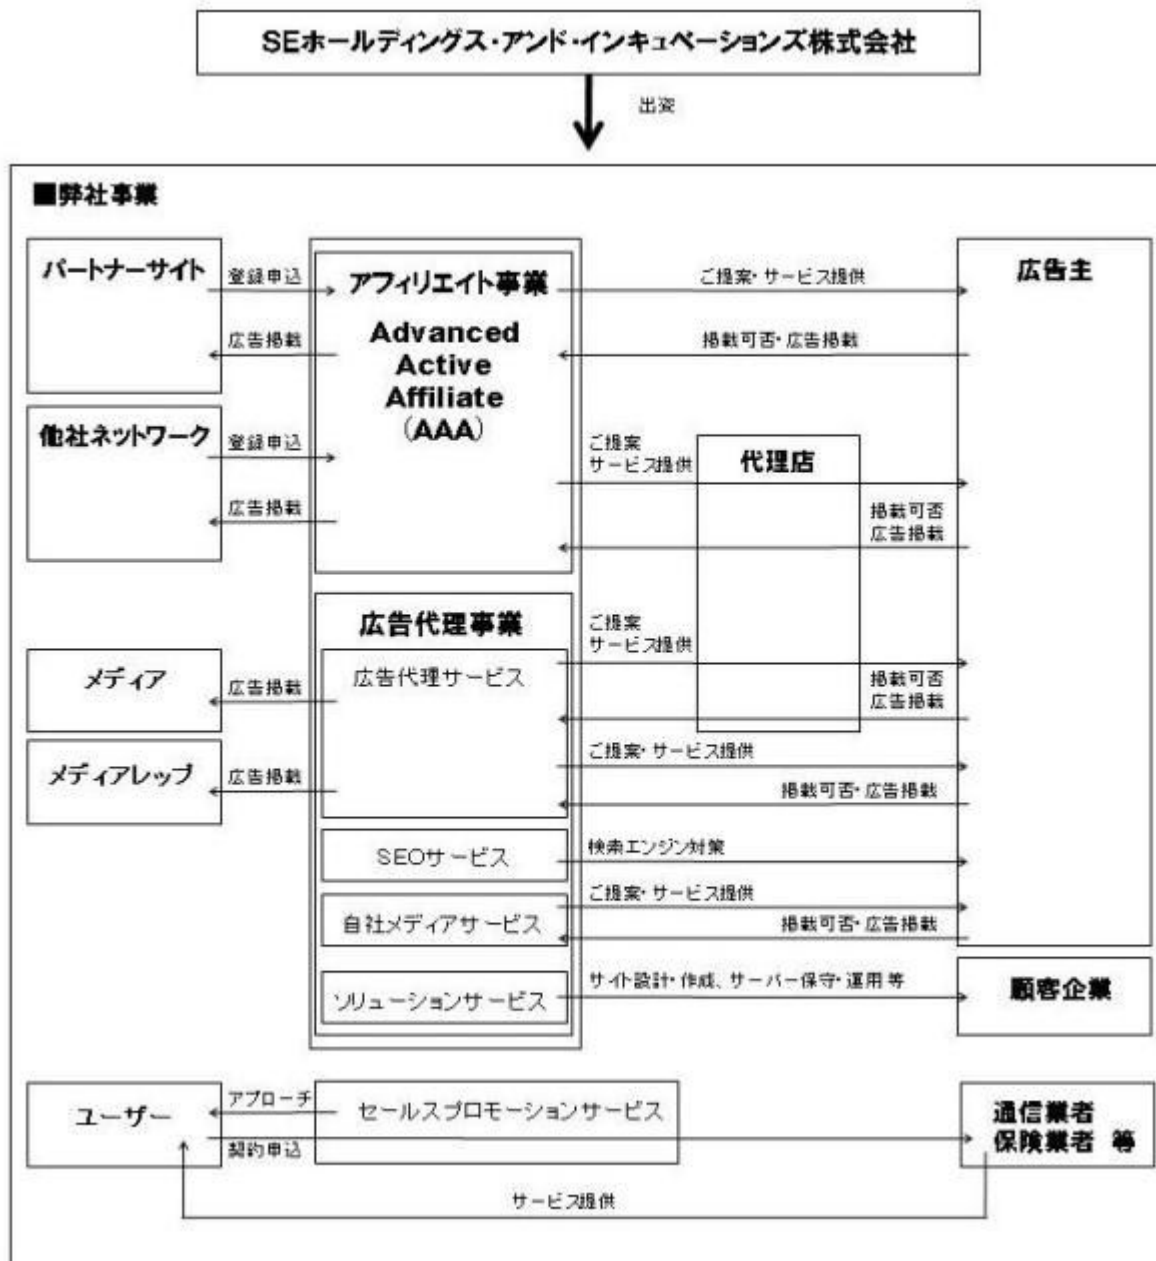 SEホールディングス・アンド・インキュベーションズ株式会社
出資
■弊社事業
パートナーサイト
登録申込
広告掲載
アフィリエイト事業
Advanced
Active
Affiliate
(AAA)
ご提案・サービス提供
掲載可否・広告掲載
広告主
他社ネットワーク
登録申込
広告掲載
ご提案
サービス提供
代理店
掲載可否
広告掲載
広告代理事業
広告代理サービス
ご提案
サービス提供
掲載可否
広告掲載
メディア
広告掲載
メディアレップ
広告掲載
ご提案・サービス提供
掲載可否・広告掲載
SEOサービス
検索エンジン対策
自社メディアサービス
ご提案・サービス提供
掲載可否・広告掲載
ソリューションサービス
サイト設計・作成、サーバー保守・運用 等
顧客企業
ユーザー
アプローチ
契約申込
セールスプロモーションサービス
通信業者
保険業者 等
サービス提供